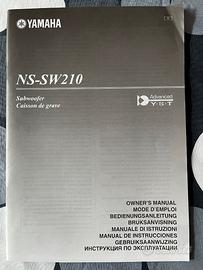 YAMAHA
NS-SW210
Subwoofer
Caisson de grave
Advanced
Y·S·T
OWNER'S MANUAL
MODE D'EMPLOI
BEDIENUNGSANLEITUNG
BRUKSANVISNING
MANUALE DI ISTRUZIONI
MANUAL DE INSTRUCCIONES
GEBRUIKSAANWIJZING
ИНСТРУКЦИЯ ПО ЭКСПЛУАТАЦИИ